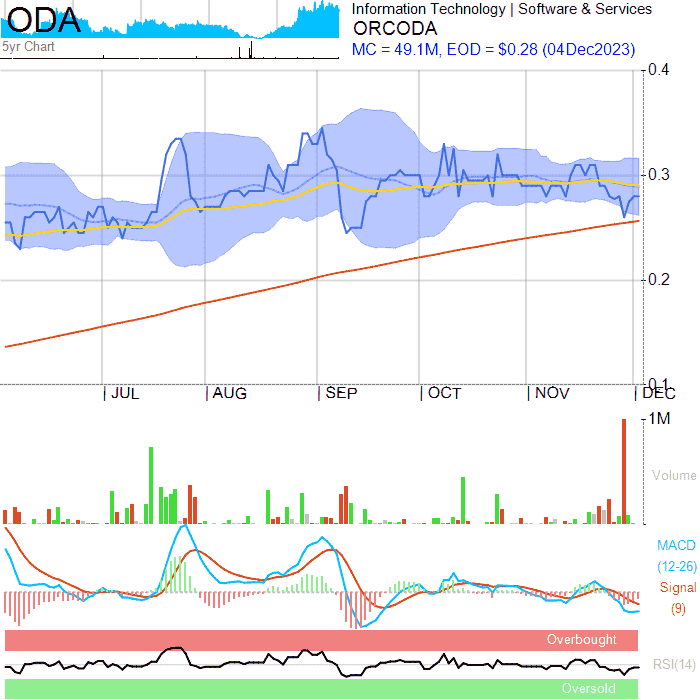 ODA
5yr Chart
Information Technology | Software & Services
ORCODA
MC = 49.1M, EOD = $0.28 (04Dec2023)
0.4
0.3
0.2
0.1
JUL AUG SEP OCT NOV DEC
1M
Volume
MACD
(12-26)
Signal
(9)
Overbought
RSI(14)
Oversold